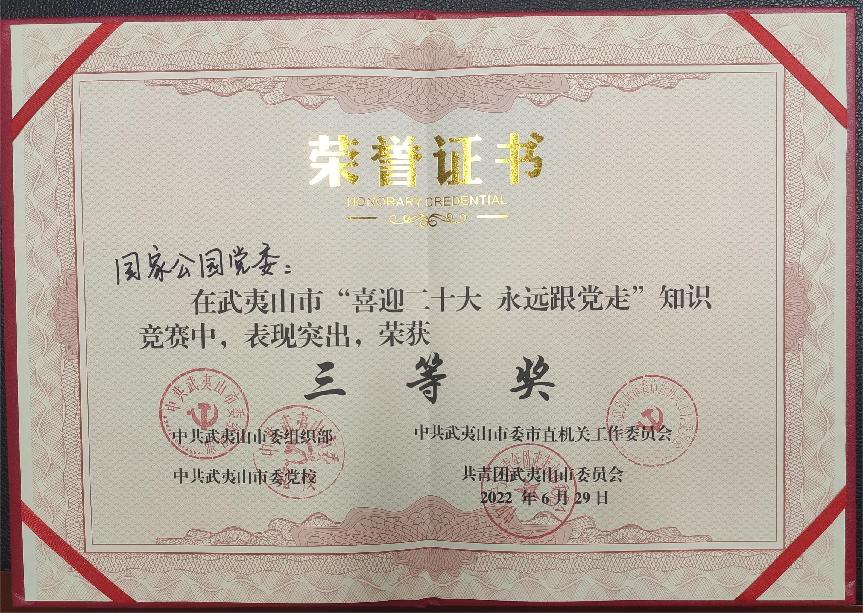 荣誉证书
HONORARY CREDENTIAL
国家公园党委：
在武夷山市“喜迎二十大 永远跟党走”知识
竞赛中，表现突出，荣获
三等奖
中共武夷山市委组织部
中共武夷山市委市直机关工作委员会
中共武夷山市委党校
共青团武夷山市委员会
2022 年 6 月 29 日